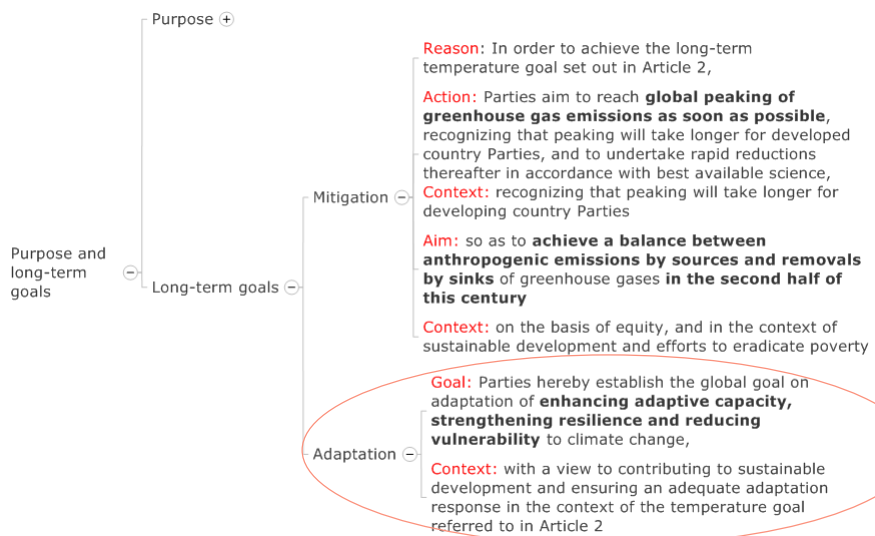 Purpose
Reason: In order to achieve the long-term
temperature goal set out in Article 2,
Action: Parties aim to reach global peaking of
greenhouse gas emissions as soon as possible,
recognizing that peaking will take longer for developed
country Parties, and to undertake rapid reductions
thereafter in accordance with best available science,
Mitigation
Context: recognizing that peaking will take longer for
developing country Parties
Aim: so as to achieve a balance between
anthropogenic emissions by sources and removals
by sinks of greenhouse gases in the second half of
this century
Purpose and
long-term
goals
Long-term goals
Context: on the basis of equity, and in the context of
sustainable development and efforts to eradicate poverty
Goal: Parties hereby establish the global goal on
adaptation of enhancing adaptive capacity,
strengthening resilience and reducing
vulnerability to climate change,
Adaptation
Context: with a view to contributing to sustainable
development and ensuring an adequate adaptation
response in the context of the temperature goal
referred to in Article 2